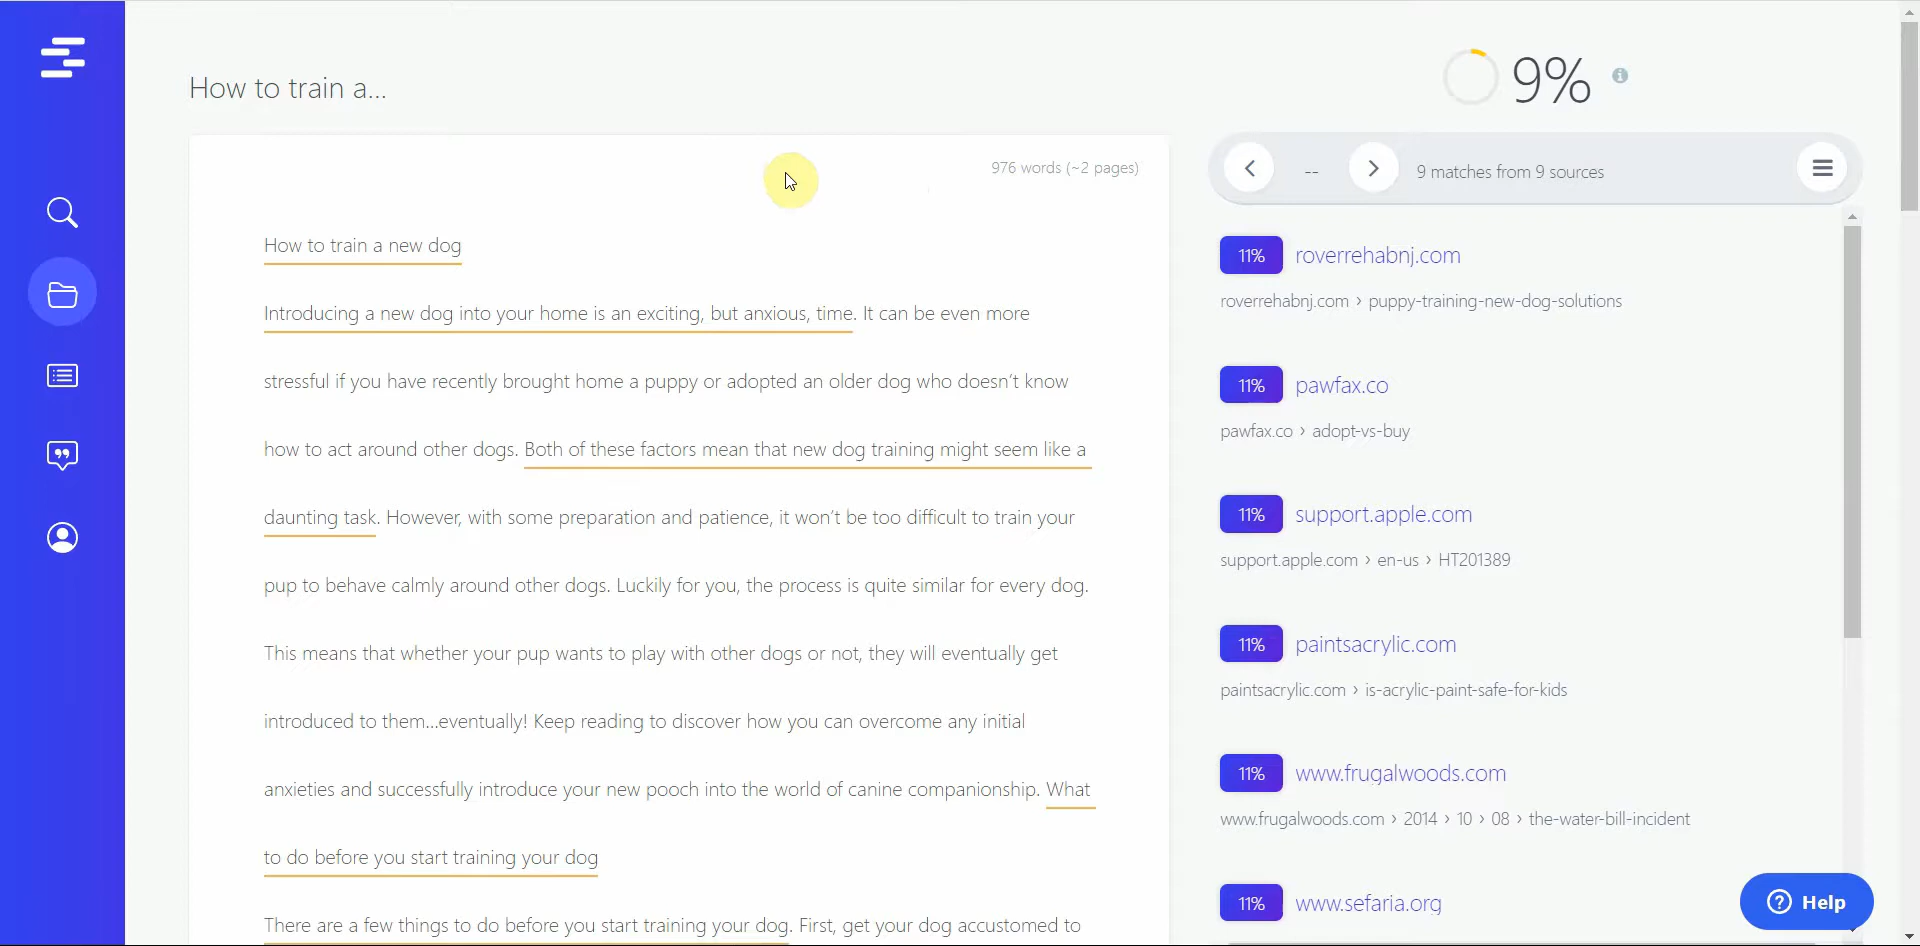 How to train a...
9%
976 words (~2 pages)
How to train a new dog
Introducing a new dog into your home is an exciting, but anxious, time. It can be even more
stressful if you have recently brought home a puppy or adopted an older dog who doesn't know
how to act around other dogs. Both of these factors mean that new dog training might seem like a
daunting task. However, with some preparation and patience, it won't be too difficult to train your
pup to behave calmly around other dogs. Luckily for you, the process is quite similar for every dog.
This means that whether your pup wants to play with other dogs or not, they will eventually get
introduced to them...eventually! Keep reading to discover how you can overcome any initial
anxieties and successfully introduce your new pooch into the world of canine companionship. What
to do before you start training your dog
There are a few things to do before you start training your dog. First, get your dog accustomed to
--
9 matches from 9 sources
11% roverrehabnj.com
roverrehabnj.com › puppy-training-new-dog-solutions
11% pawfax.co
pawfax.co › adopt-vs-buy
11% support.apple.com
support.apple.com › en-us › HT201389
11% paintsacrylic.com
paintsacrylic.com › is-acrylic-paint-safe-for-kids
11% www.frugalwoods.com
www.frugalwoods.com › 2014 › 10 › 08 › the-water-bill-incident
11% www.sefaria.org
Help